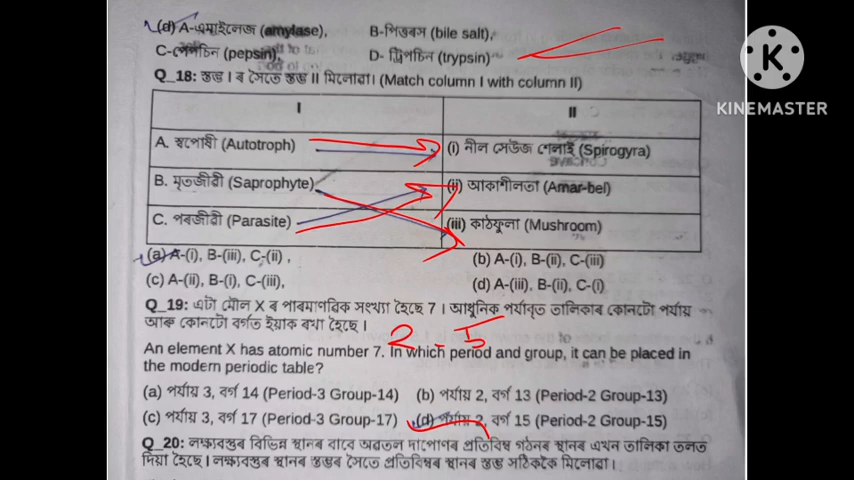 (d) A-এমাইলেজ (amylase), B-পিত্তৰস (bile salt),
C-পেপচিন (pepsin), D- ট্ৰিপচিন (trypsin)
Q_18: স্তম্ভ I ৰ সৈতে স্তম্ভ II মিলোৱা। (Match column I with column II)
I II
A. স্বপোষী (Autotroph) (i) নীল সেউজ শেলাই (Spirogyra)
B. মৃতজীৱী (Saprophyte) (ii) আকাশীলতা (Amar-bel)
C. পৰজীৱী (Parasite) (iii) কাঠফুলা (Mushroom)
(a) A-(i), B-(iii), C-(ii) , (b) A-(i), B-(ii), C-(iii)
(c) A-(ii), B-(i), C-(iii), (d) A-(iii), B-(ii), C-(i)
Q_19: এটা মৌল X ৰ পাৰমাণৱিক সংখ্যা হৈছে 7 । আধুনিক পৰ্যাবৃত তালিকাৰ কোনটো পৰ্যায়
আৰু কোনটো বৰ্গত ইয়াক ৰখা হৈছে ।
2 - 5
An element X has atomic number 7. In which period and group, it can be placed in
the modern periodic table?
(a) পৰ্যায় 3, বৰ্গ 14 (Period-3 Group-14) (b) পৰ্যায় 2, বৰ্গ 13 (Period-2 Group-13)
(c) পৰ্যায় 3, বৰ্গ 17 (Period-3 Group-17) (d) পৰ্যায় 2, বৰ্গ 15 (Period-2 Group-15)
Q_20: লক্ষ্যবস্তুৰ বিভিন্ন স্থানৰ বাবে অৱতল দাপোণৰ প্ৰতিবিম্ব গঠনৰ স্থানৰ এখন তালিকা তলত
দিয়া হৈছে । লক্ষ্যবস্তুৰ স্থানৰ স্তম্ভৰ সৈতে প্ৰতিবিম্বৰ স্থানৰ স্তম্ভ সঠিককৈ মিলোৱা ।
K
KINEMASTER